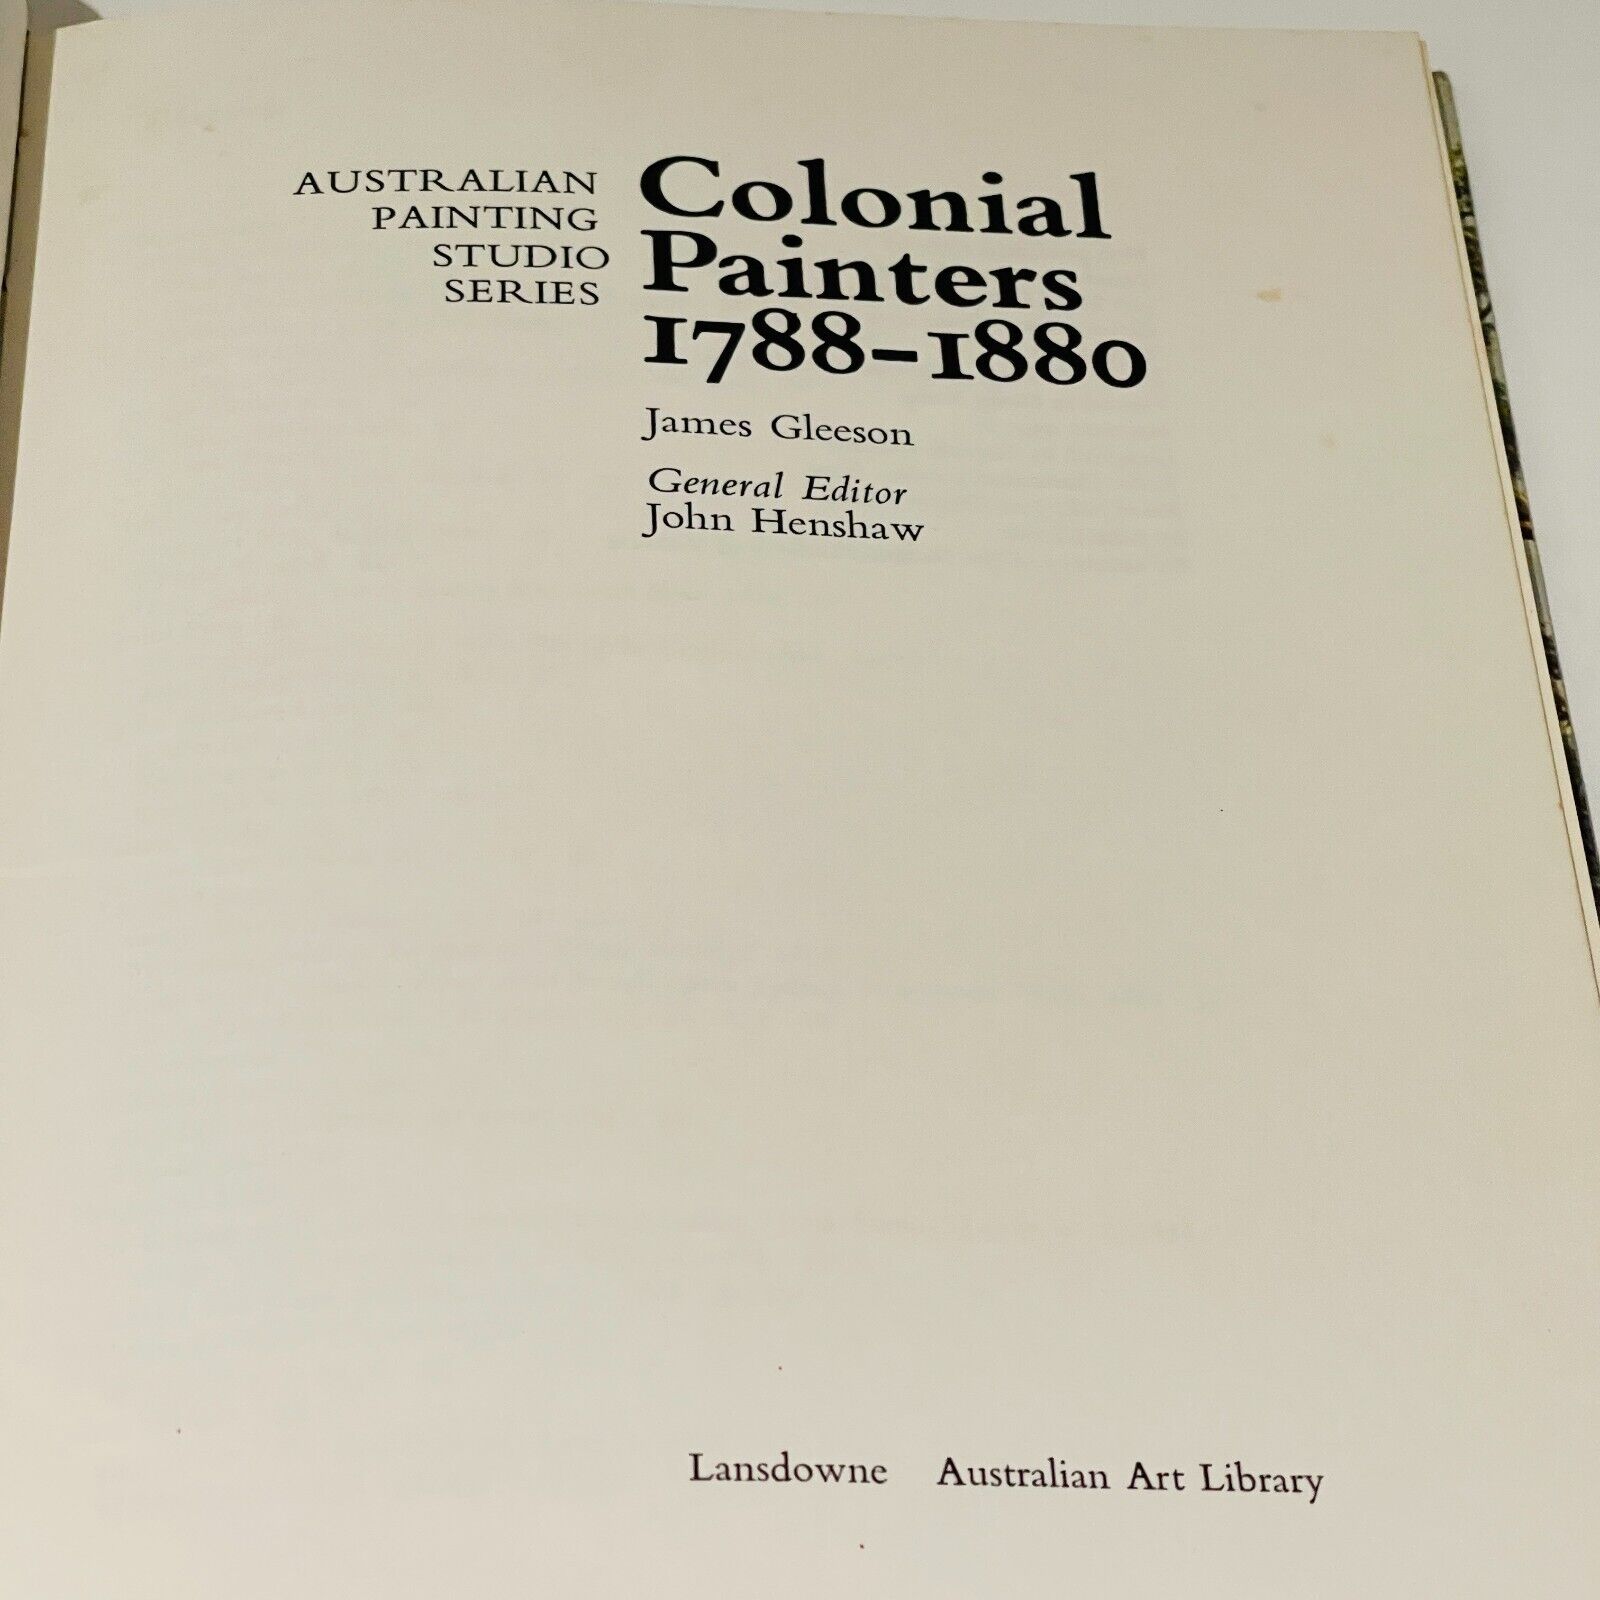 AUSTRALIAN
PAINTING
STUDIO
SERIES
Colonial
Painters
1788–1880
James Gleeson
General Editor
John Henshaw
Lansdowne Australian Art Library